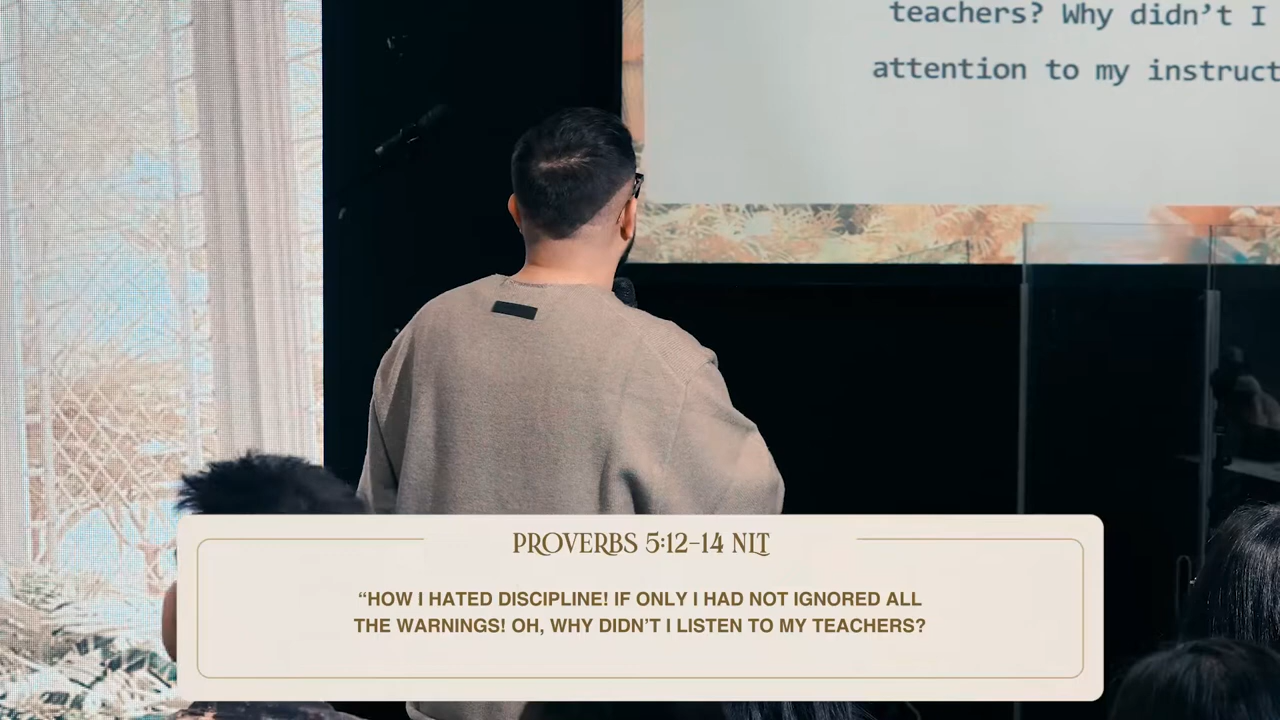 teachers? Why didn’t I
attention to my instruct
PROVERBS 5:12–14 NLT
“HOW I HATED DISCIPLINE! IF ONLY I HAD NOT IGNORED ALL
THE WARNINGS! OH, WHY DIDN’T I LISTEN TO MY TEACHERS?